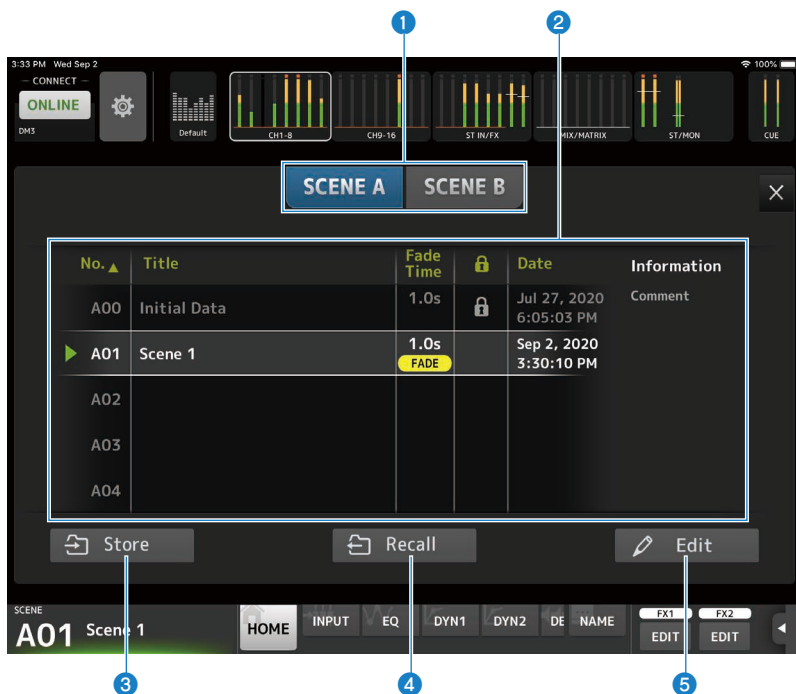 1
2
3:33 PM Wed Sep 2
100%
CONNECT
ONLINE
DM3
Default
CH1-8
CH9-16
ST IN/FX
MIX/MATRIX
ST/MON
CUE
SCENE A
SCENE B
No. Title Fade Time Date Information
A00 Initial Data 1.0s Jul 27, 2020 6:05:03 PM Comment
A01 Scene 1 1.0s FADE Sep 2, 2020 3:30:10 PM
A02
A03
A04
Store
Recall
Edit
SCENE
A01 Scene 1
HOME
INPUT
EQ
DYN1
DYN2
DE
NAME
FX1
EDIT
FX2
EDIT
3
4
5